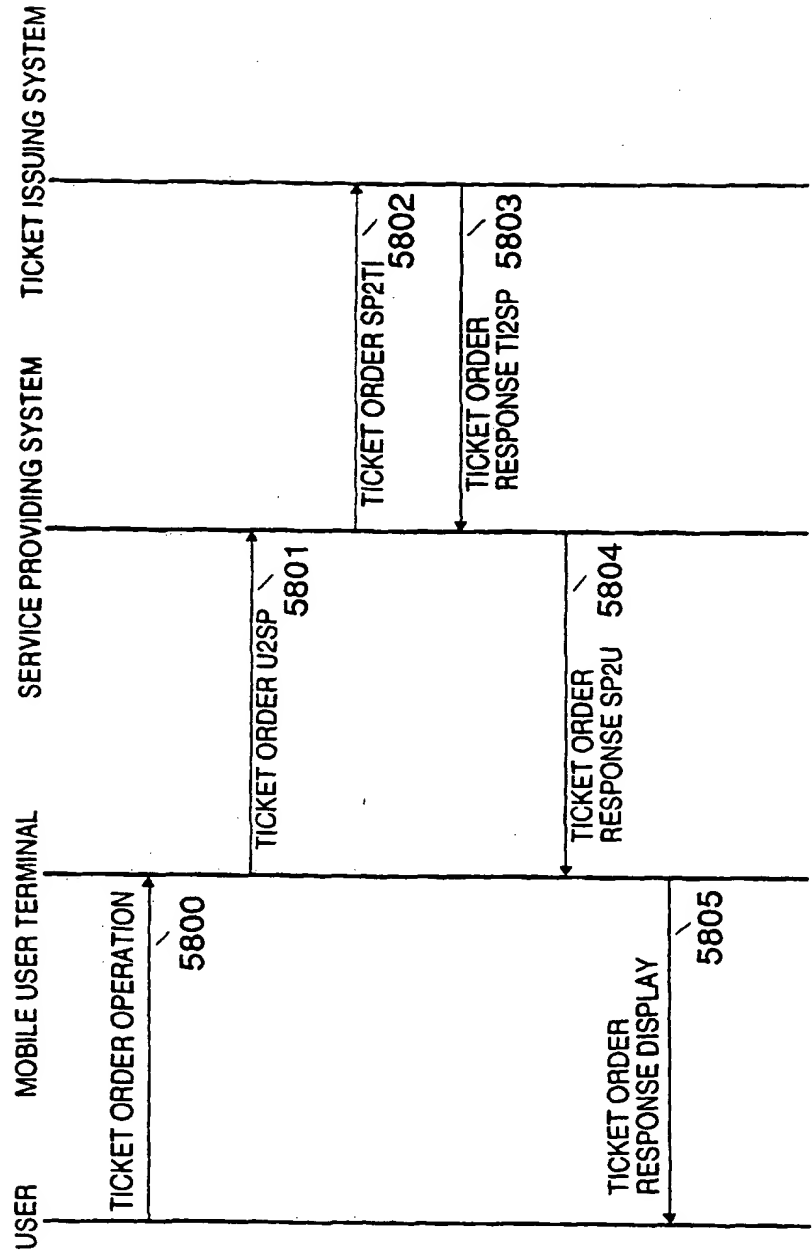 USER
MOBILE USER TERMINAL
SERVICE PROVIDING SYSTEM
TICKET ISSUING SYSTEM
TICKET ORDER OPERATION
5800
TICKET ORDER U2SP
5801
TICKET ORDER SP2TI
5802
TICKET ORDER
RESPONSE TI2SP
5803
TICKET ORDER
RESPONSE SP2U
5804
TICKET ORDER
RESPONSE DISPLAY
5805